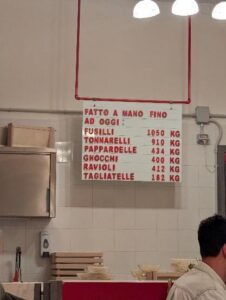 FATTO A MANO FINO
AD OGGI:
FUSILLI 1050 KG
TONNARELLI 910 KG
PAPPARDELLE 434 KG
GNOCCHI 400 KG
RAVIOLI 412 KG
TAGLIATELLE 182 KG